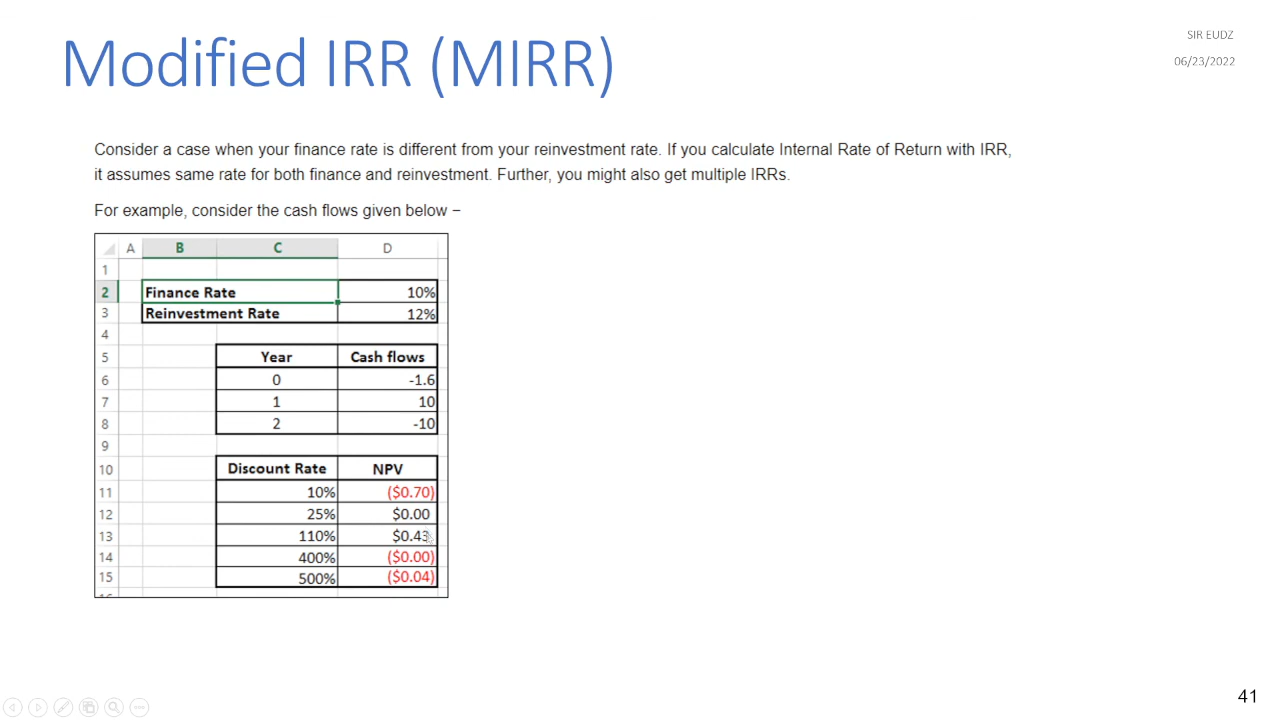 Modified IRR (MIRR)
SIR EUDZ
06/23/2022
Consider a case when your finance rate is different from your reinvestment rate. If you calculate Internal Rate of Return with IRR,
it assumes same rate for both finance and reinvestment. Further, you might also get multiple IRRs.
For example, consider the cash flows given below −
A B C D
1
2 Finance Rate 10%
3 Reinvestment Rate 12%
4
5 Year Cash flows
6 0 -1.6
7 1 10
8 2 -10
9
10 Discount Rate NPV
11 10% ($0.70)
12 25% $0.00
13 110% $0.43
14 400% ($0.00)
15 500% ($0.04)
41